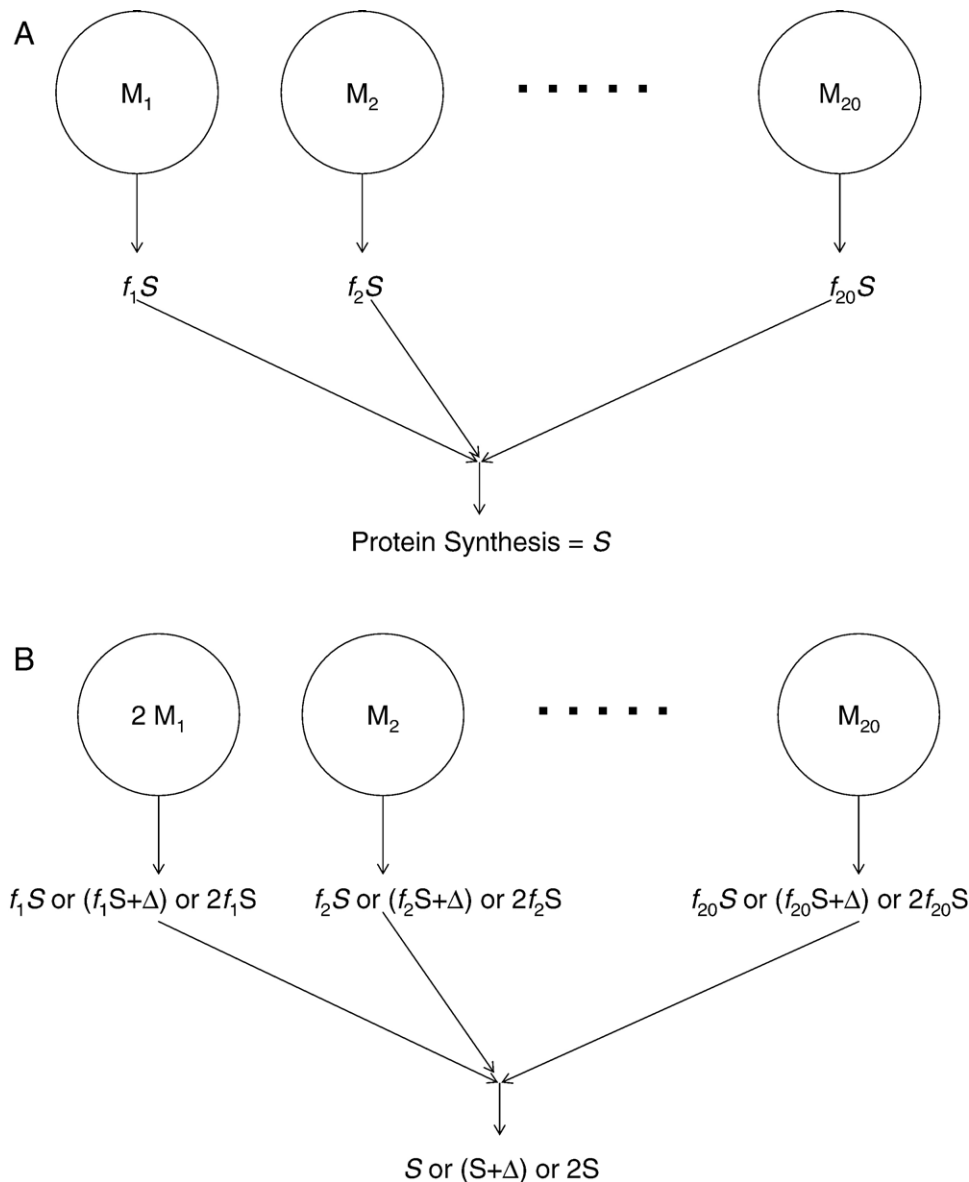 A
M₁ M₂ M₂₀
f₁S f₂S f₂₀S
Protein Synthesis = S
B
2 M₁ M₂ M₂₀
f₁S or (f₁S+Δ) or 2f₁S f₂S or (f₂S+Δ) or 2f₂S f₂₀S or (f₂₀S+Δ) or 2f₂₀S
S or (S+Δ) or 2S